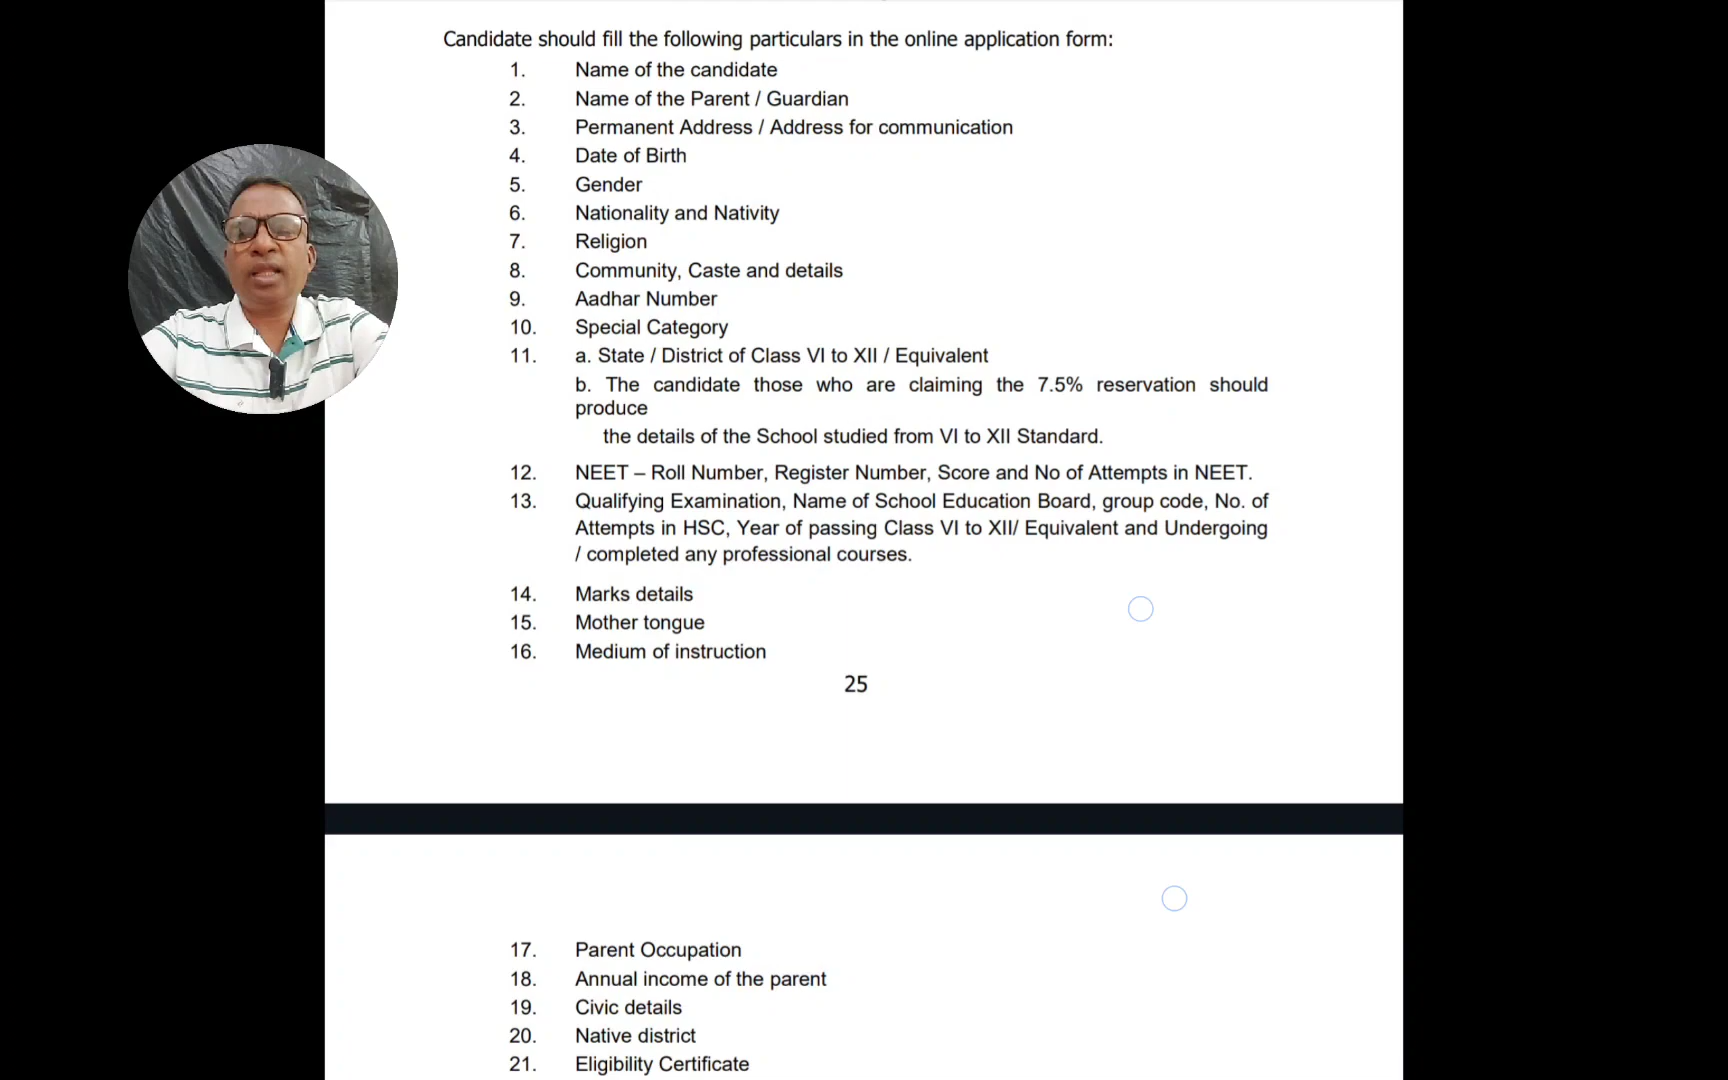 Candidate should fill the following particulars in the online application form:
1. Name of the candidate
2. Name of the Parent / Guardian
3. Permanent Address / Address for communication
4. Date of Birth
5. Gender
6. Nationality and Nativity
7. Religion
8. Community, Caste and details
9. Aadhar Number
10. Special Category
11. a. State / District of Class VI to XII / Equivalent
b. The candidate those who are claiming the 7.5% reservation should
produce
the details of the School studied from VI to XII Standard.
12. NEET – Roll Number, Register Number, Score and No of Attempts in NEET.
13. Qualifying Examination, Name of School Education Board, group code, No. of
Attempts in HSC, Year of passing Class VI to XII/ Equivalent and Undergoing
/ completed any professional courses.
14. Marks details
15. Mother tongue
16. Medium of instruction
25
17. Parent Occupation
18. Annual income of the parent
19. Civic details
20. Native district
21. Eligibility Certificate